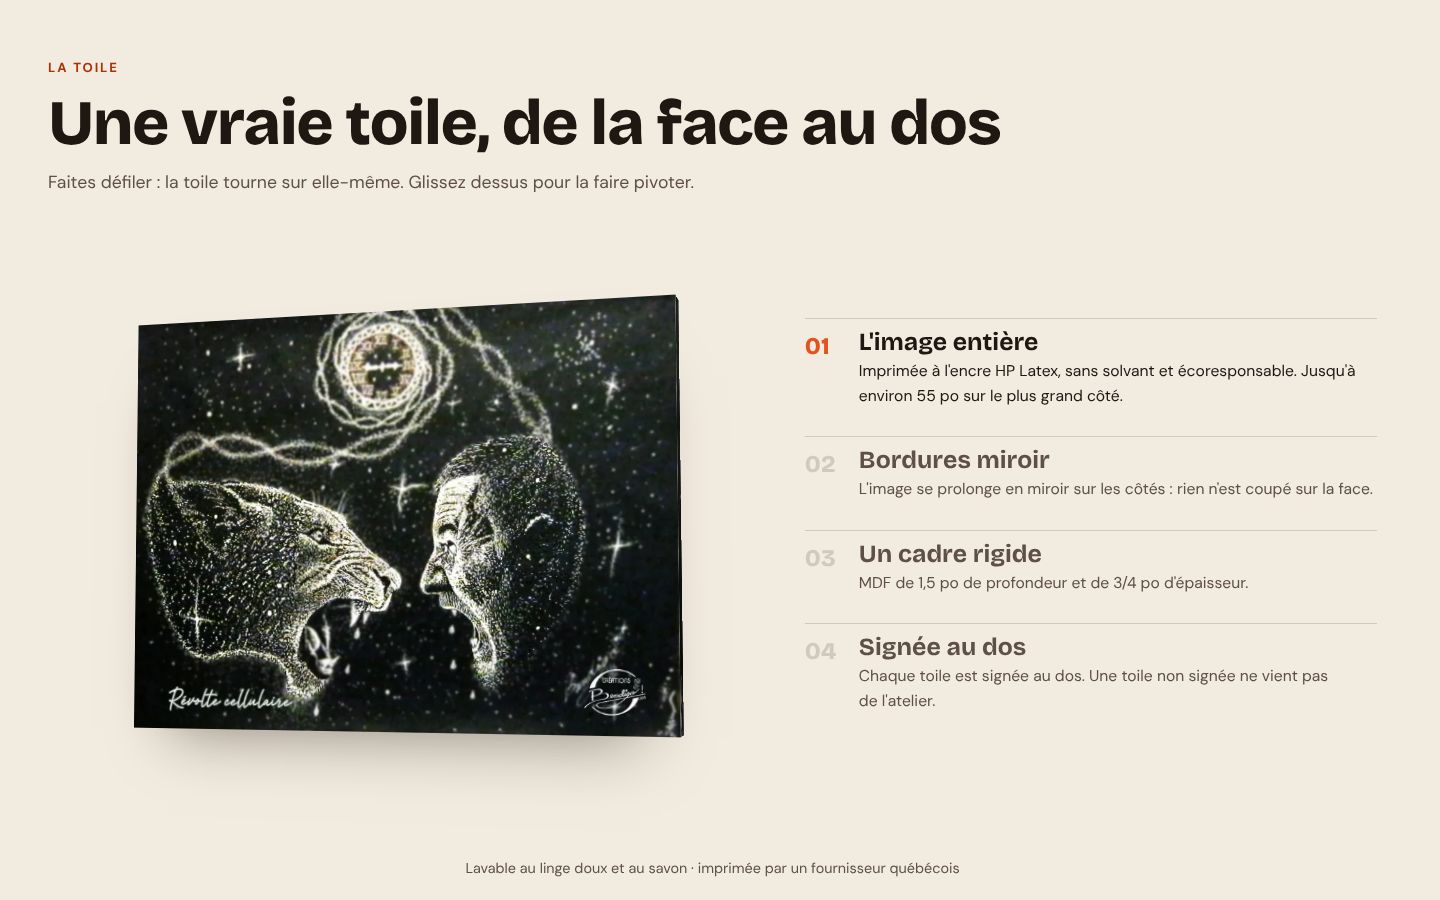 LA TOILE
Une vraie toile, de la face au dos
Faites défiler : la toile tourne sur elle-même. Glissez dessus pour la faire pivoter.
Révolte cellulaire
CRÉATIONS
01
L'image entière
Imprimée à l'encre HP Latex, sans solvant et écoresponsable. Jusqu'à
environ 55 po sur le plus grand côté.
02
Bordures miroir
L'image se prolonge en miroir sur les côtés : rien n'est coupé sur la face.
03
Un cadre rigide
MDF de 1,5 po de profondeur et de 3/4 po d'épaisseur.
04
Signée au dos
Chaque toile est signée au dos. Une toile non signée ne vient pas
de l'atelier.
Lavable au linge doux et au savon · imprimée par un fournisseur québécois